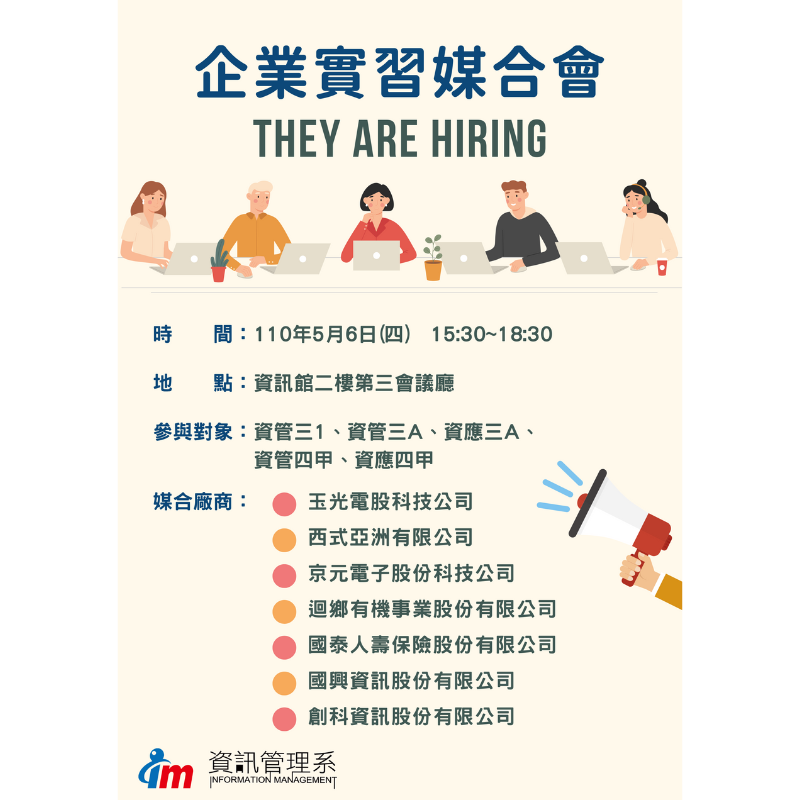 企業實習媒合會
THEY ARE HIRING
時 間：110年5月6日(四) 15:30~18:30
地 點：資訊館二樓第三會議廳
參與對象：資管三1、資管三A、資應三A、
資管四甲、資應四甲
媒合廠商：
玉光電股科技公司
西式亞洲有限公司
京元電子股份科技公司
迴鄉有機事業股份有限公司
國泰人壽保險股份有限公司
國興資訊股份有限公司
創科資訊股份有限公司
im 資訊管理系
INFORMATION MANAGEMENT